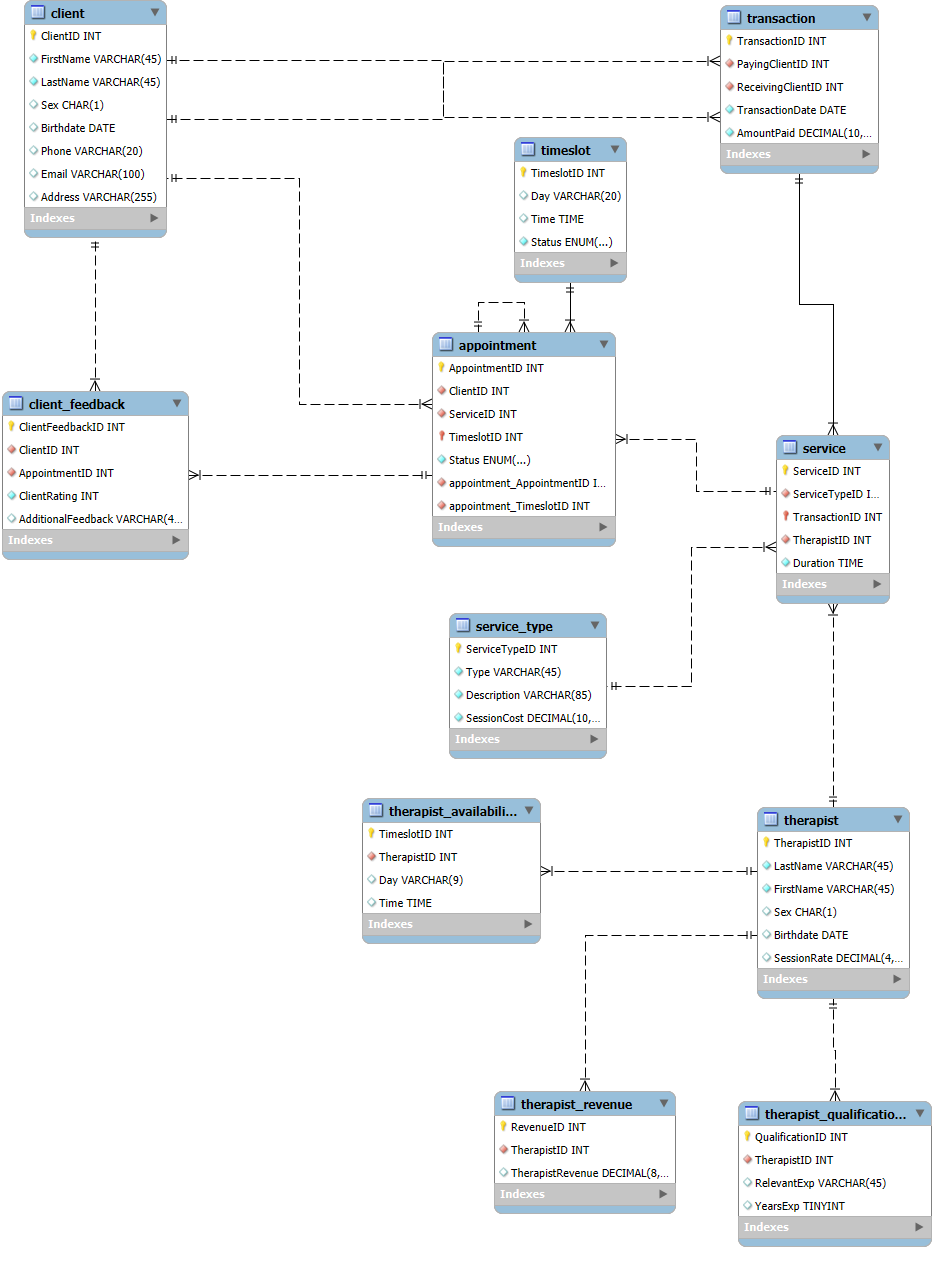 client
ClientID INT
FirstName VARCHAR(45)
LastName VARCHAR(45)
Sex CHAR(1)
Birthdate DATE
Phone VARCHAR(20)
Email VARCHAR(100)
Address VARCHAR(255)
Indexes
transaction
TransactionID INT
PayingClientID INT
ReceivingClientID INT
TransactionDate DATE
AmountPaid DECIMAL(10,...
Indexes
timeslot
TimeslotID INT
Day VARCHAR(20)
Time TIME
Status ENUM(...)
Indexes
appointment
AppointmentID INT
ClientID INT
ServiceID INT
TimeslotID INT
Status ENUM(...)
appointment_AppointmentID I...
appointment_TimeslotID INT
Indexes
client_feedback
ClientFeedbackID INT
ClientID INT
AppointmentID INT
ClientRating INT
AdditionalFeedback VARCHAR(4...
Indexes
service
ServiceID INT
ServiceTypeID I...
TransactionID INT
TherapistID INT
Duration TIME
Indexes
service_type
ServiceTypeID INT
Type VARCHAR(45)
Description VARCHAR(85)
SessionCost DECIMAL(10,...
Indexes
therapist_availabili...
TimeslotID INT
TherapistID INT
Day VARCHAR(9)
Time TIME
Indexes
therapist
TherapistID INT
LastName VARCHAR(45)
FirstName VARCHAR(45)
Sex CHAR(1)
Birthdate DATE
SessionRate DECIMAL(4,...
Indexes
therapist_revenue
RevenueID INT
TherapistID INT
TherapistRevenue DECIMAL(8,...
Indexes
therapist_qualificatio...
QualificationID INT
TherapistID INT
RelevantExp VARCHAR(45)
YearsExp TINYINT
Indexes